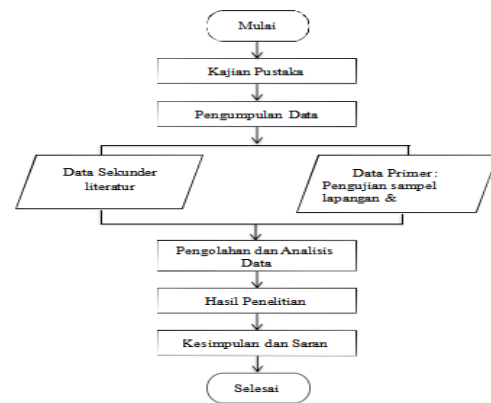 Mulai
Kajian Pustaka
Pengumpulan Data
Data Sekunder
literatur
Data Primer :
Pengujian sampel
lapangan &
Pengolahan dan Analisis
Data
Hasil Penelitian
Kesimpulan dan Saran
Selesai